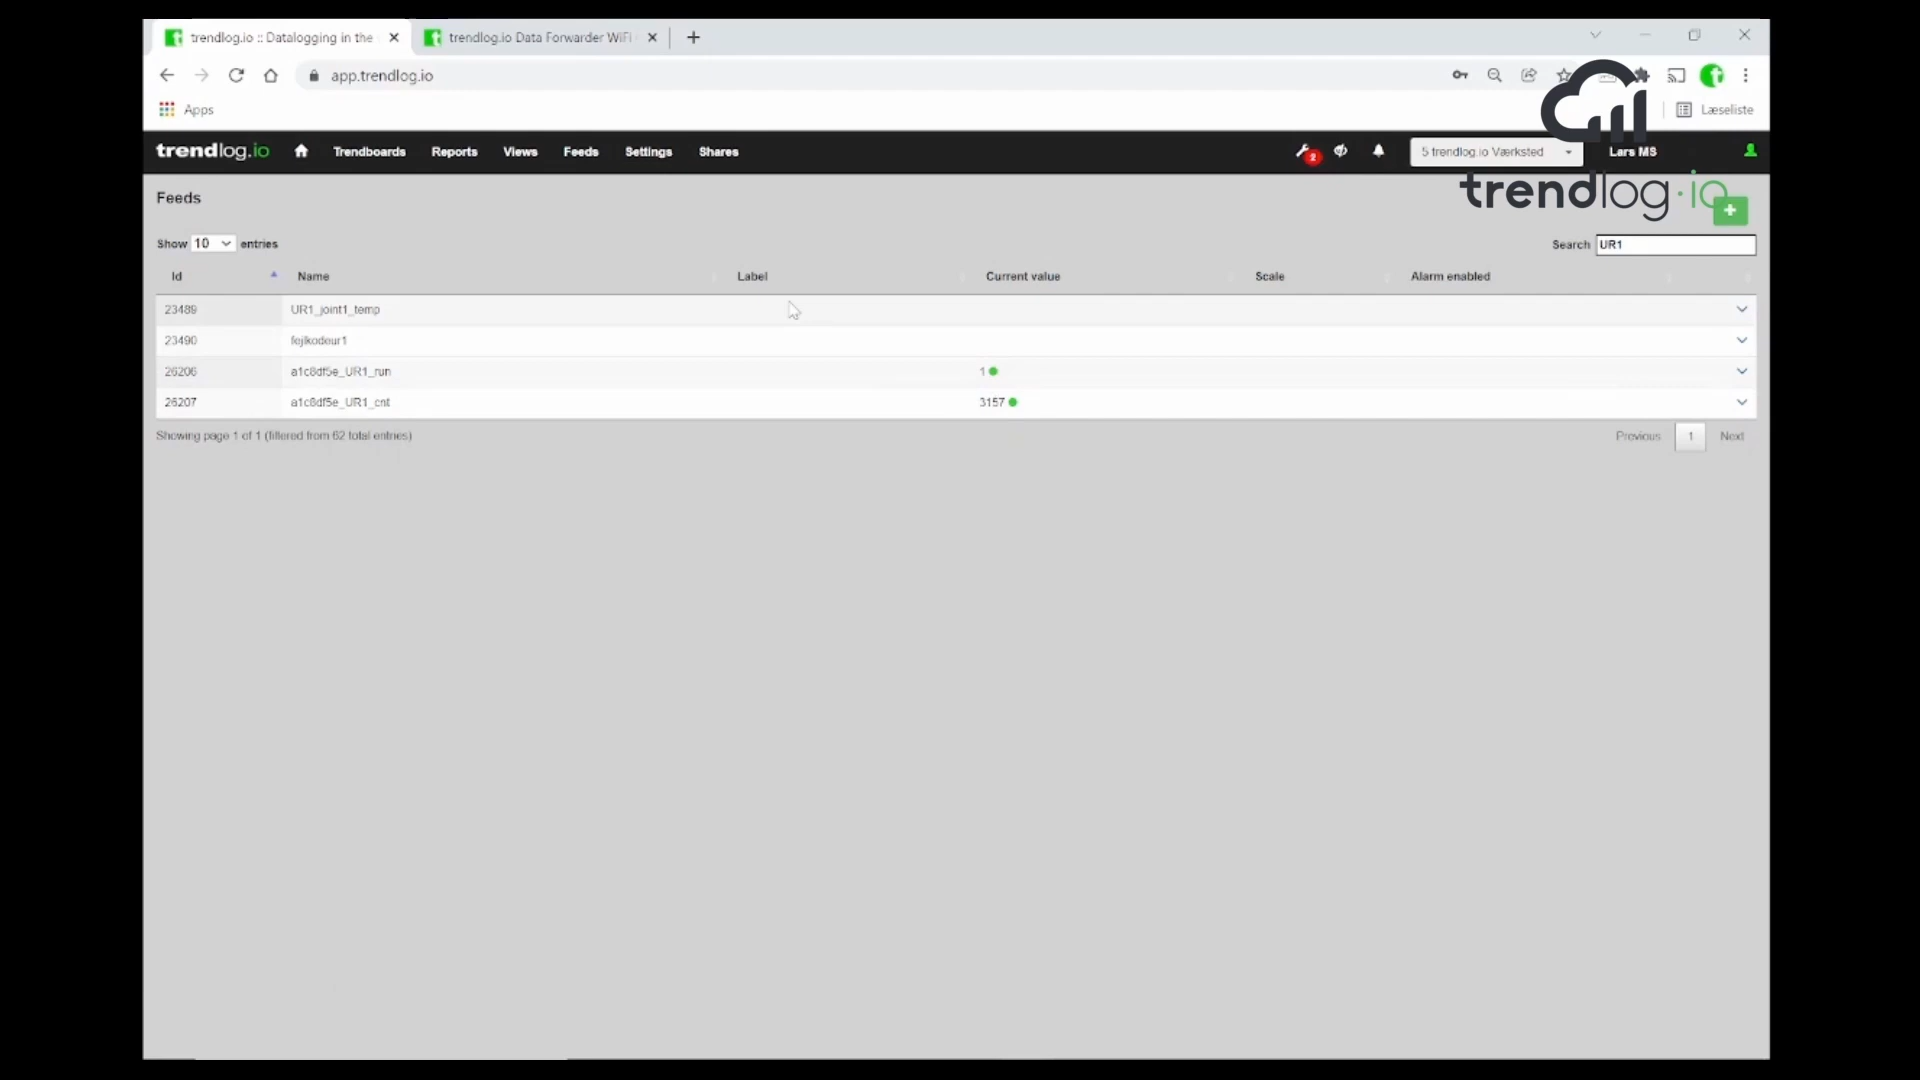 trendlog.io :: Datalogging in the
trendlog.io Data Forwarder WiFi
app.trendlog.io
Apps
Læseliste
trendlog.io
Trendboards
Reports
Views
Feeds
Settings
Shares
2
5 trendlog.io Værksted
Lars MS
trendlog.io
Feeds
Show 10 entries
Search UR1
Id Name Label Current value Scale Alarm enabled
23489 UR1_joint1_temp
23490 fejlkodeur1
26206 a1c8df5e_UR1_run 1
26207 a1c8df5e_UR1_cnt 3157
Showing page 1 of 1 (filtered from 62 total entries)
Previous 1 Next